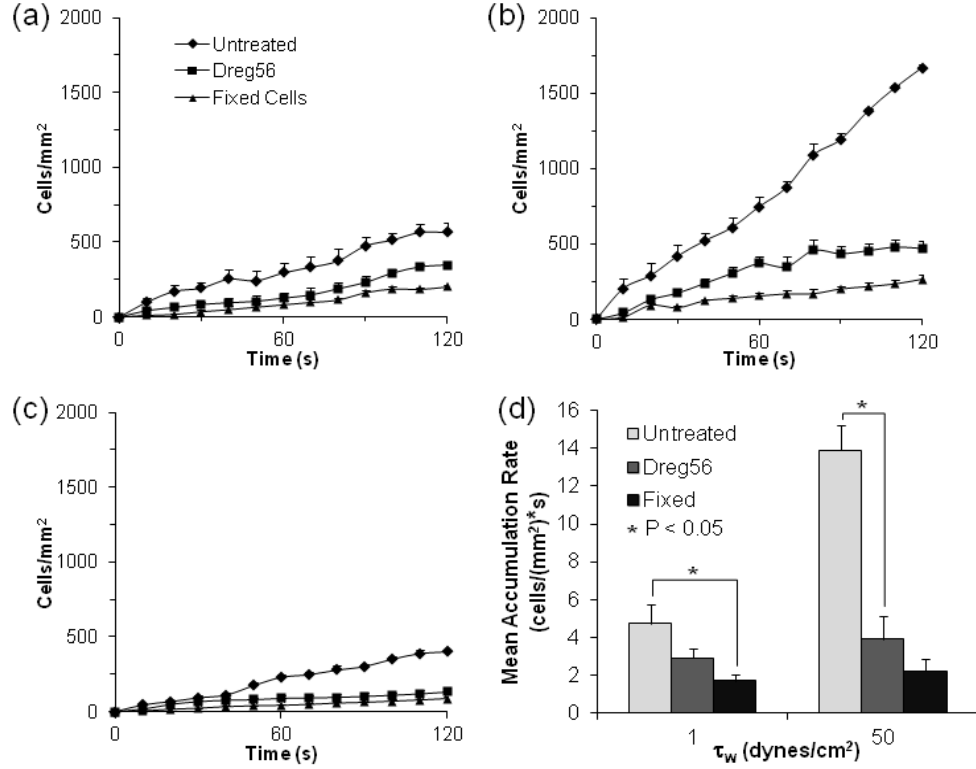 (a)
2000
1500
1000
500
0
Cells/mm²
Untreated
Dreg56
Fixed Cells
0
60
120
Time (s)
(b)
2000
1500
1000
500
0
Cells/mm²
0
60
120
Time (s)
(c)
2000
1500
1000
500
0
Cells/mm²
0
60
120
Time (s)
(d)
16
14
12
10
8
6
4
2
0
Mean Accumulation Rate
(cells/(mm²)*s)
Untreated
Dreg56
Fixed
* P < 0.05
*
*
1
50
τw (dynes/cm²)